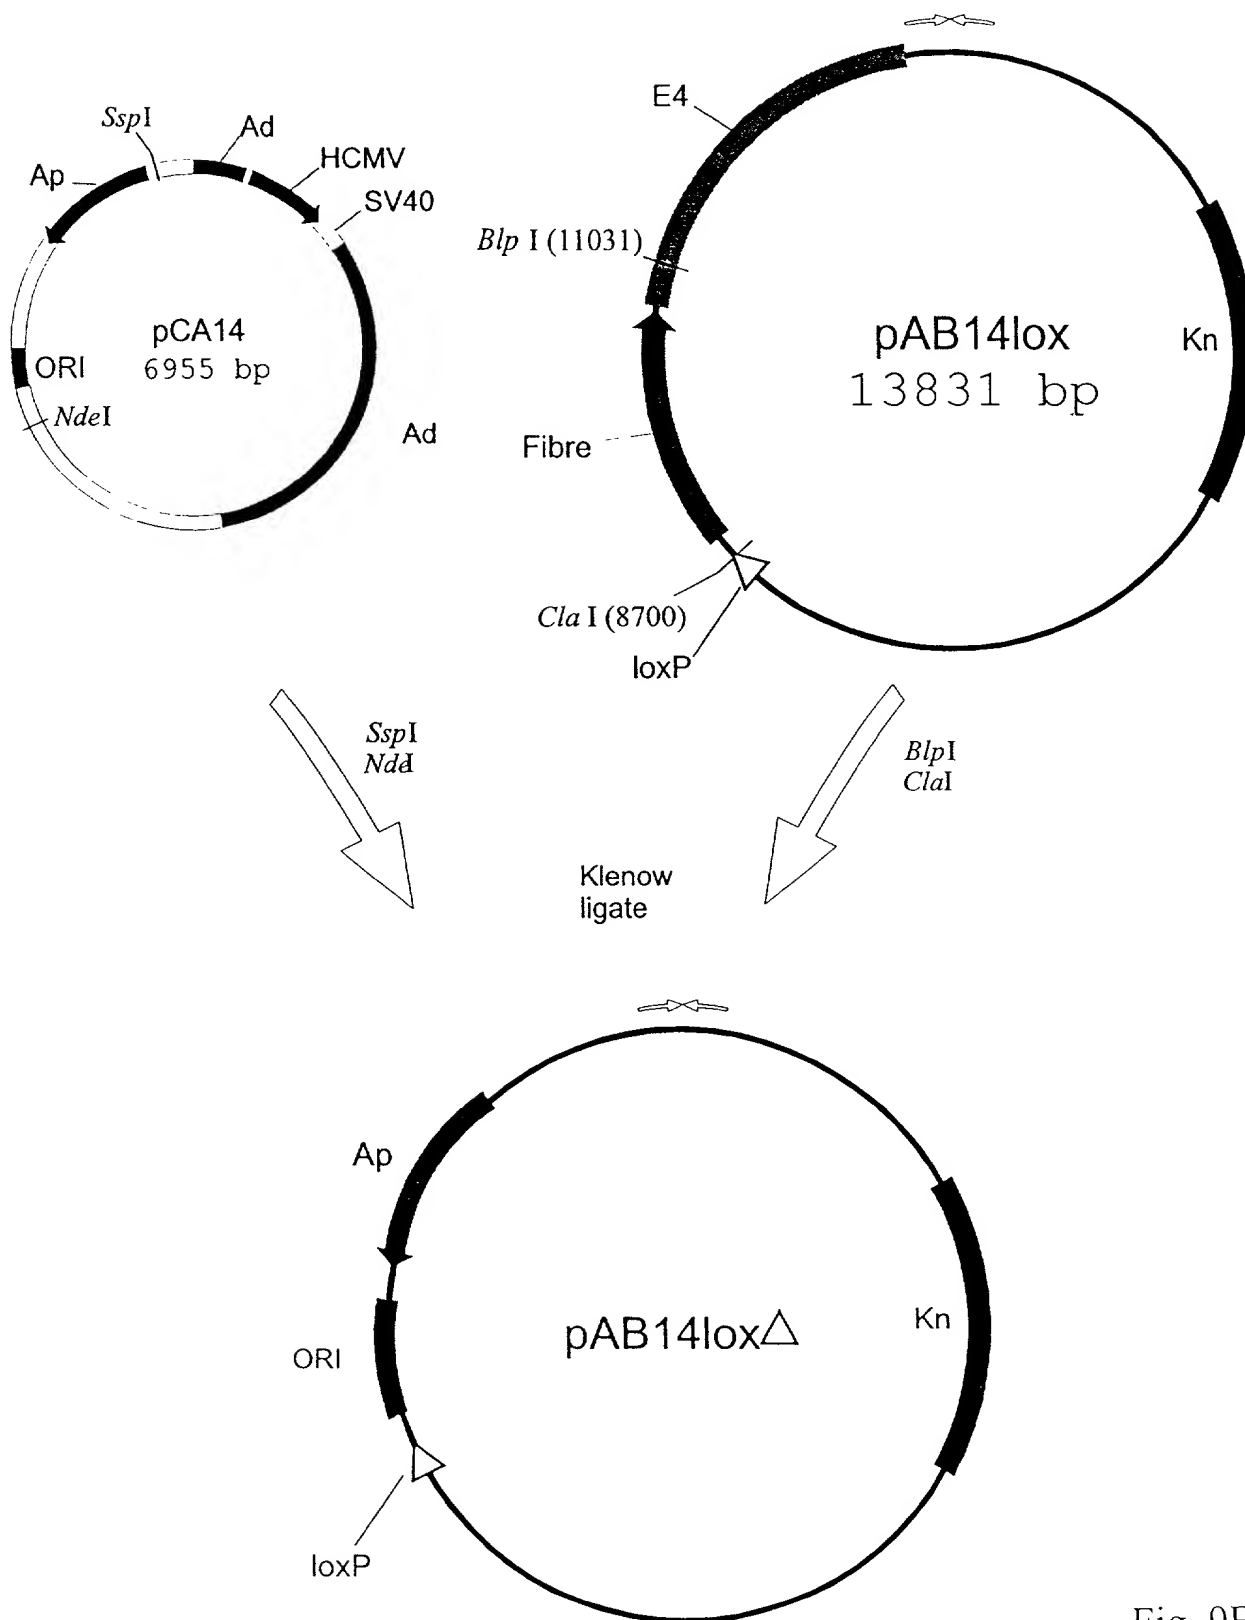 SspI
Ad
HCMV
Ap
SV40
pCA14
6955 bp
ORI
NdeI
Ad
E4
Blp I (11031)
pAB14lox
13831 bp
Kn
Fibre
Cla I (8700)
loxP
SspI
NdeI
BlpI
ClaI
Klenow
ligate
Ap
pAB14lox△
Kn
ORI
loxP